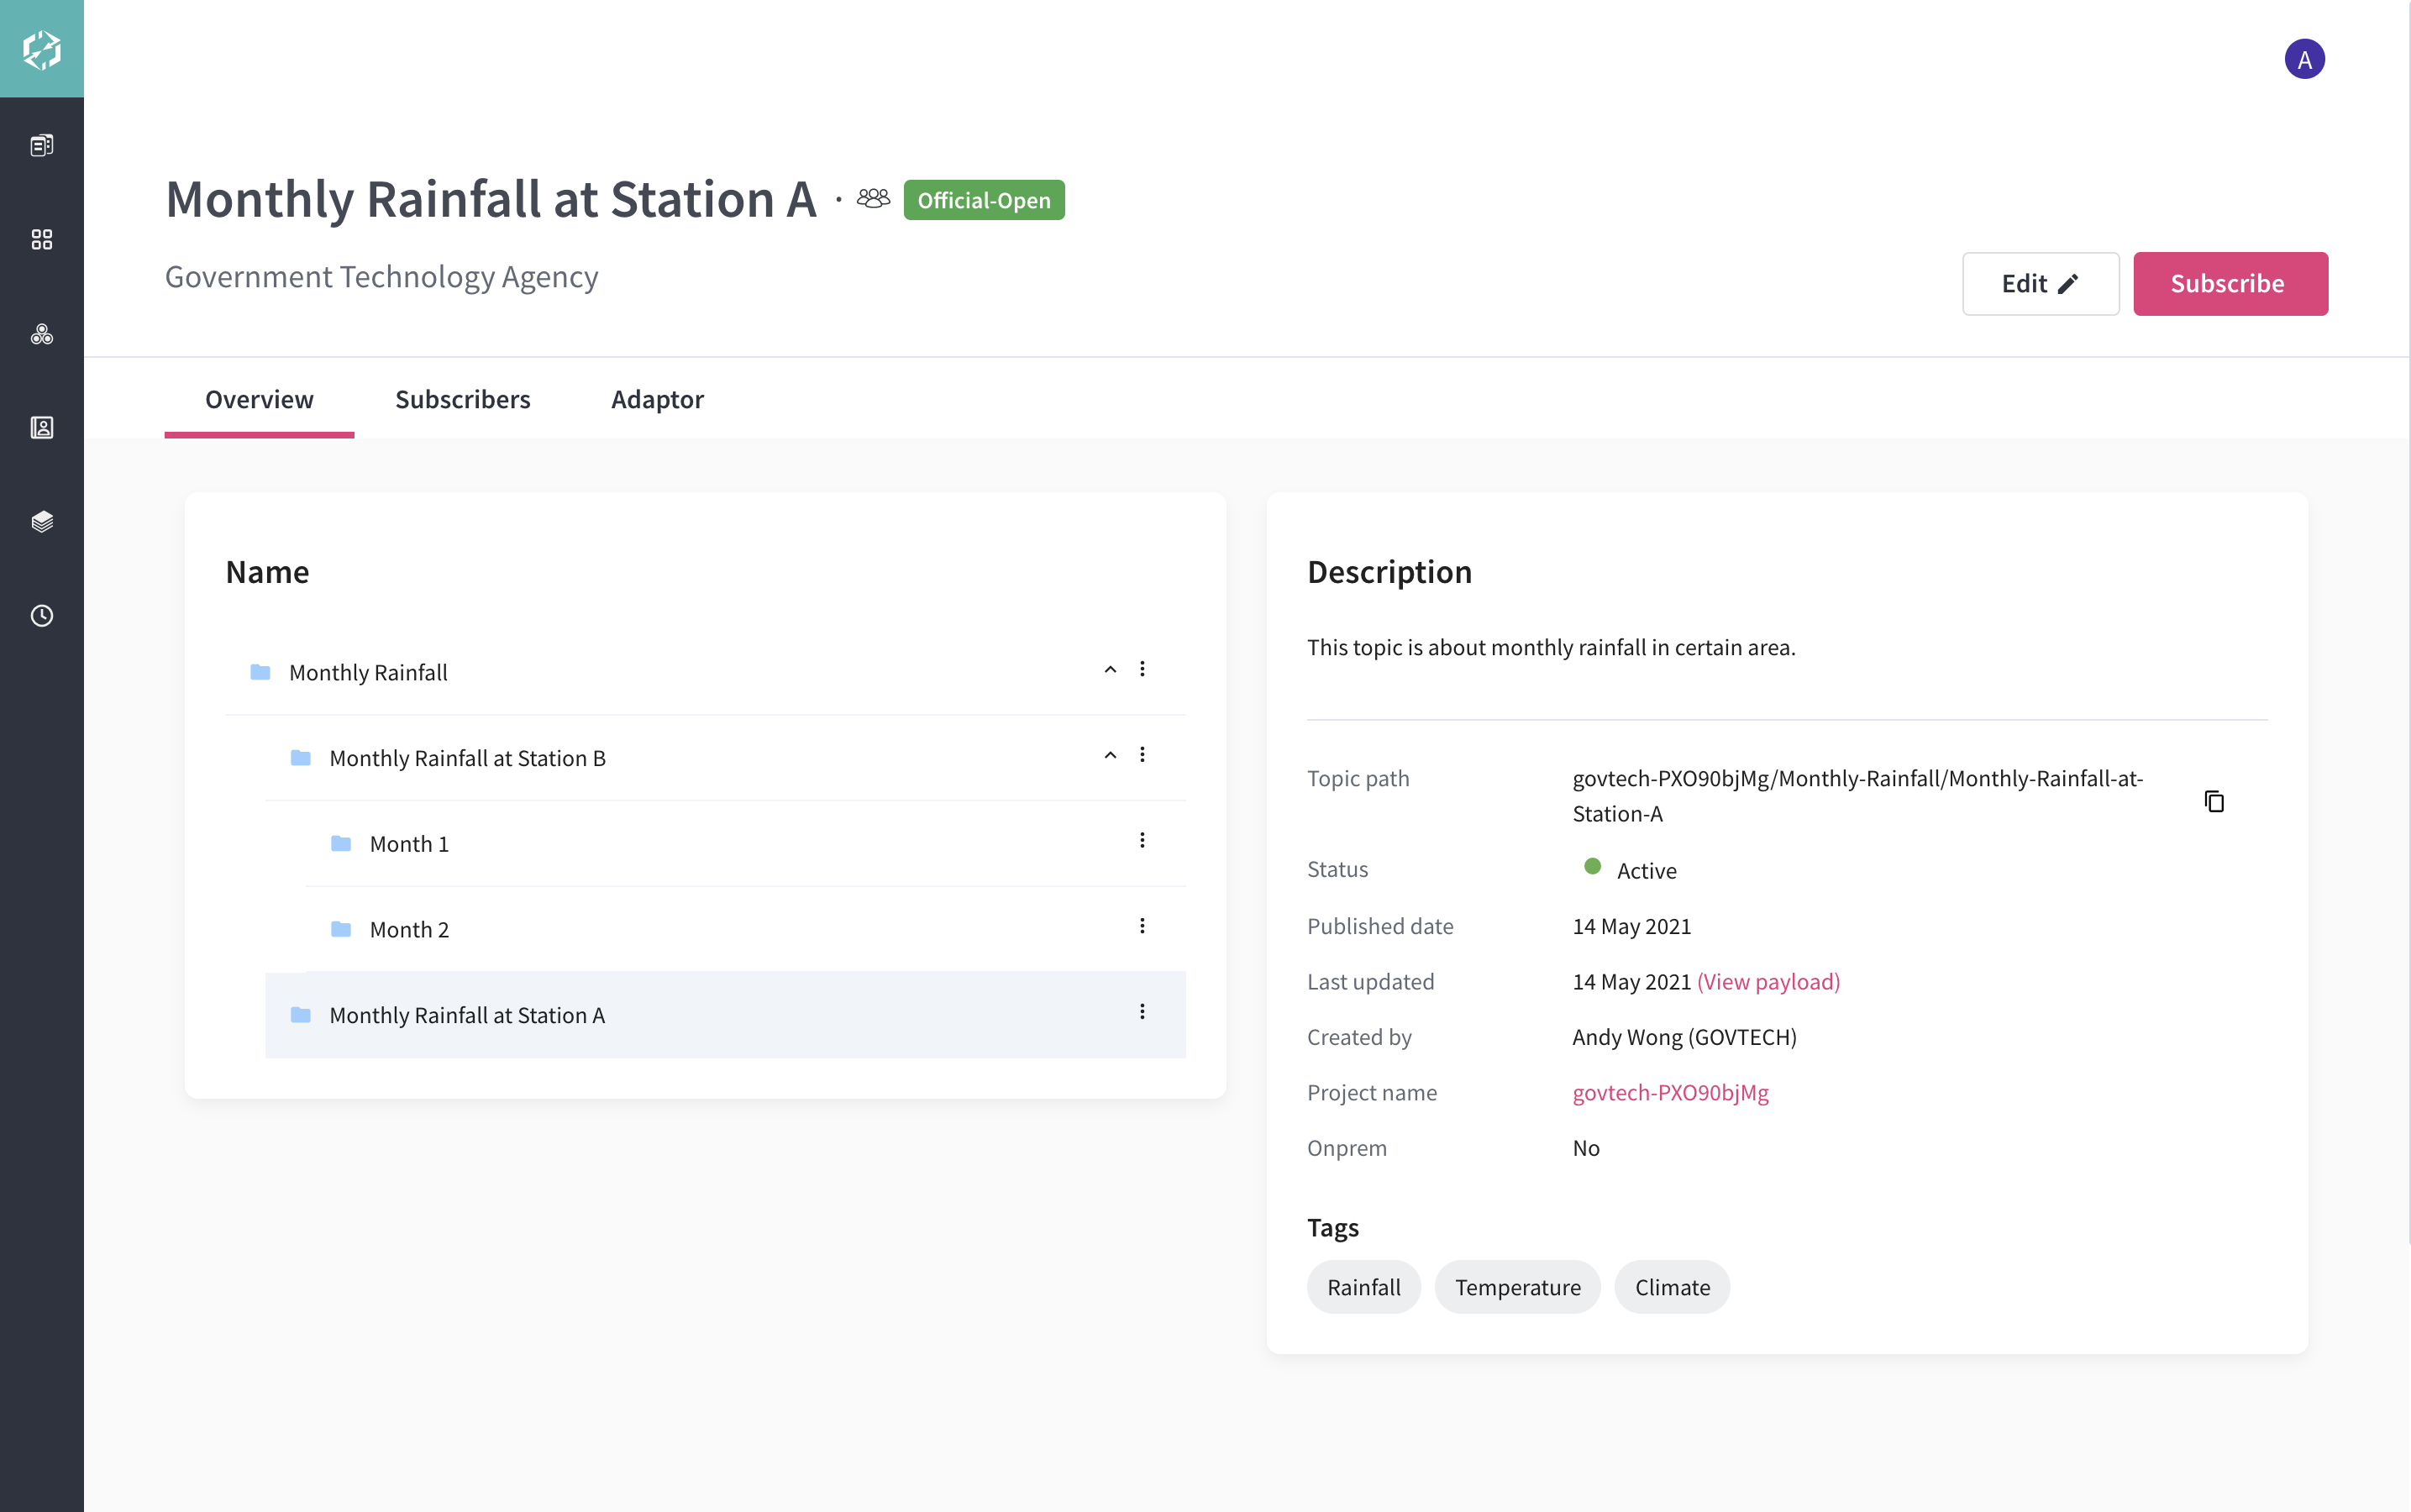 A
Monthly Rainfall at Station A · Official-Open
Government Technology Agency
Edit
Subscribe
Overview
Subscribers
Adaptor
Name
Monthly Rainfall
Monthly Rainfall at Station B
Month 1
Month 2
Monthly Rainfall at Station A
Description
This topic is about monthly rainfall in certain area.
Topic path
govtech-PXO90bjMg/Monthly-Rainfall/Monthly-Rainfall-at-
Station-A
Status
Active
Published date
14 May 2021
Last updated
14 May 2021 (View payload)
Created by
Andy Wong (GOVTECH)
Project name
govtech-PXO90bjMg
Onprem
No
Tags
Rainfall
Temperature
Climate